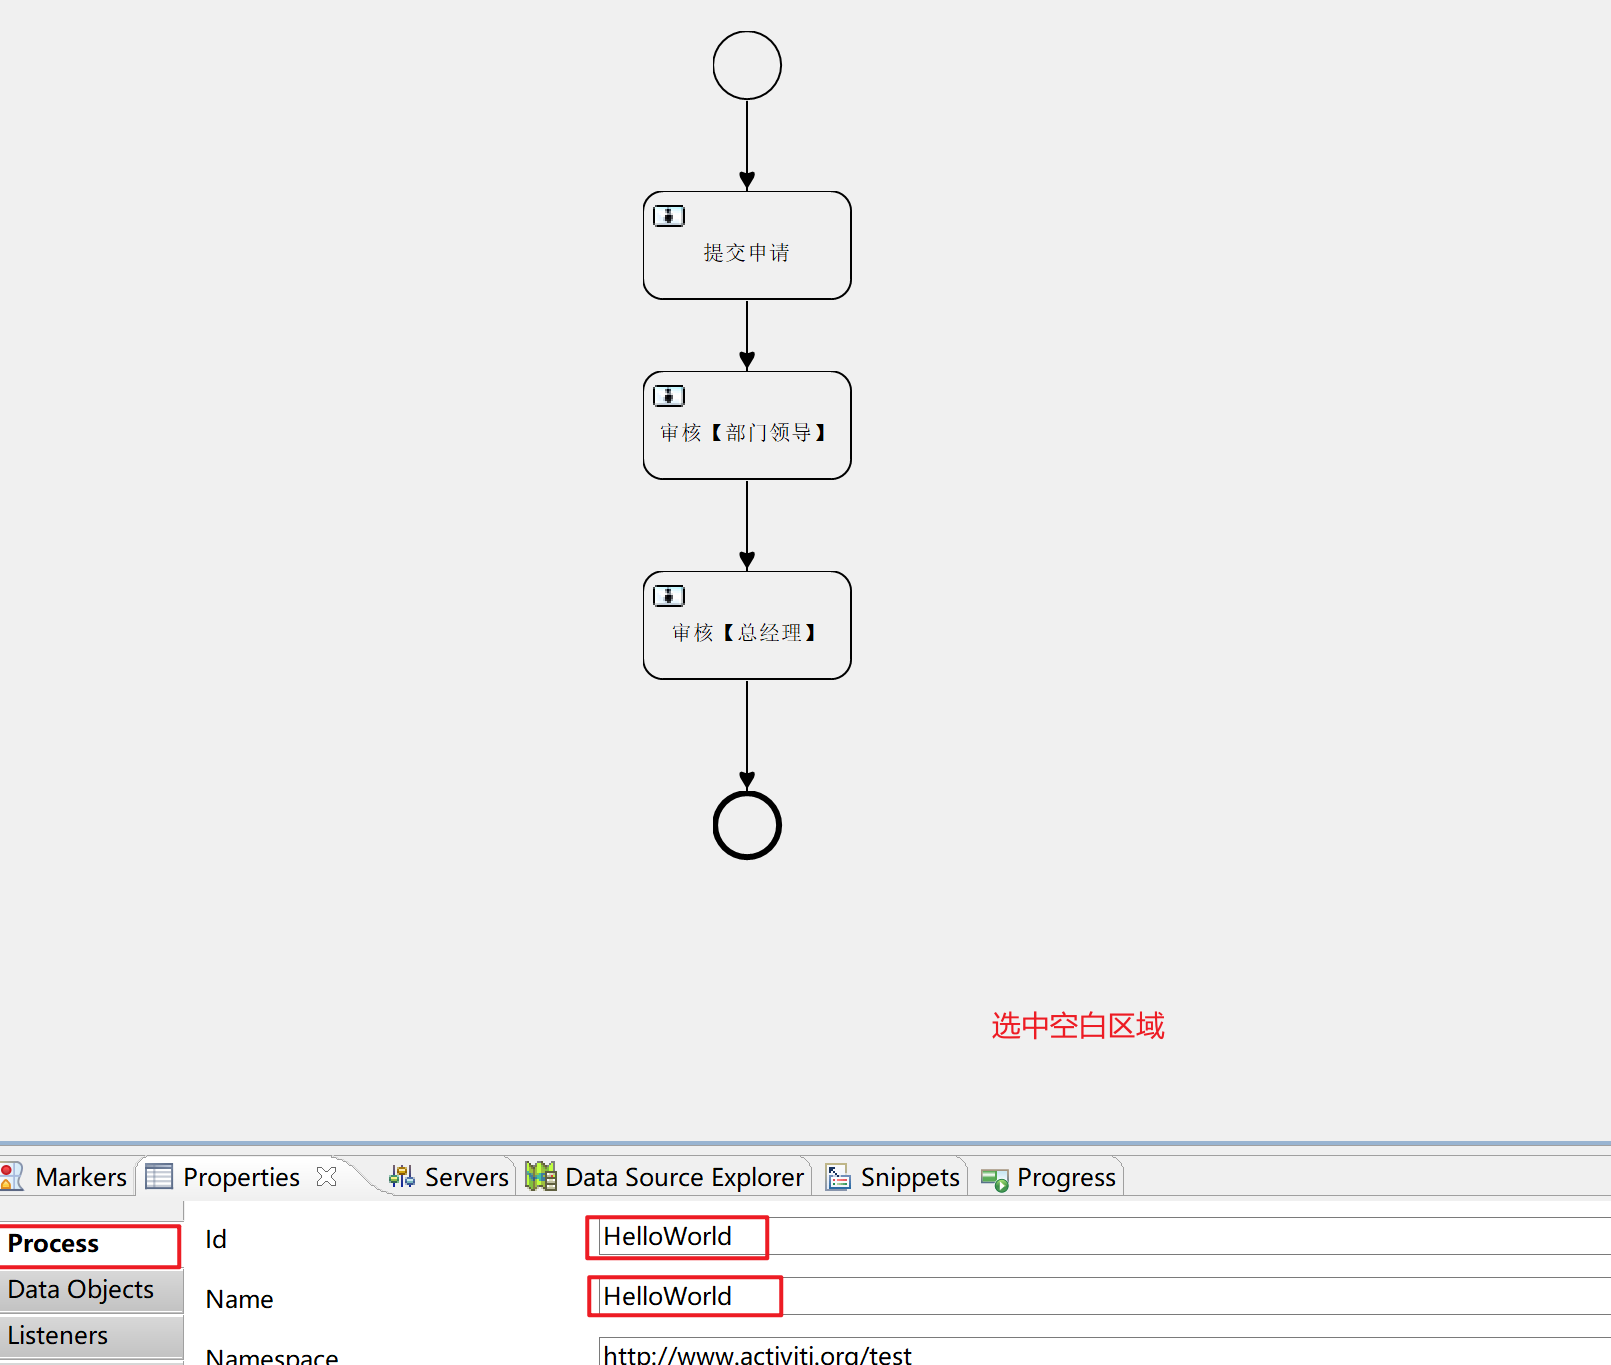 提交申请
审核【部门领导】
审核【总经理】
选中空白区域
Markers Properties Servers Data Source Explorer Snippets Progress
Process
Id HelloWorld
Data Objects
Name HelloWorld
Listeners
Namespace http://www.activiti.org/test